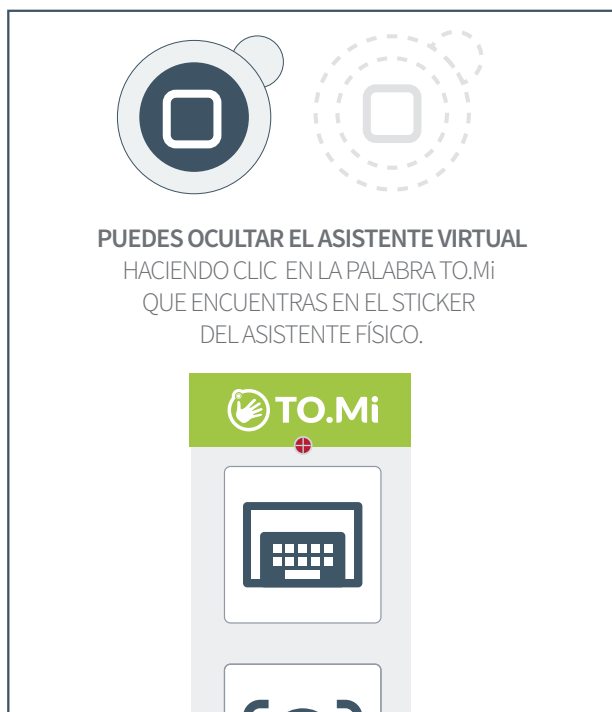 PUEDES OCULTAR EL ASISTENTE VIRTUAL
HACIENDO CLIC EN LA PALABRA TO.Mi
QUE ENCUENTRAS EN EL STICKER
DEL ASISTENTE FÍSICO.
TO.Mi